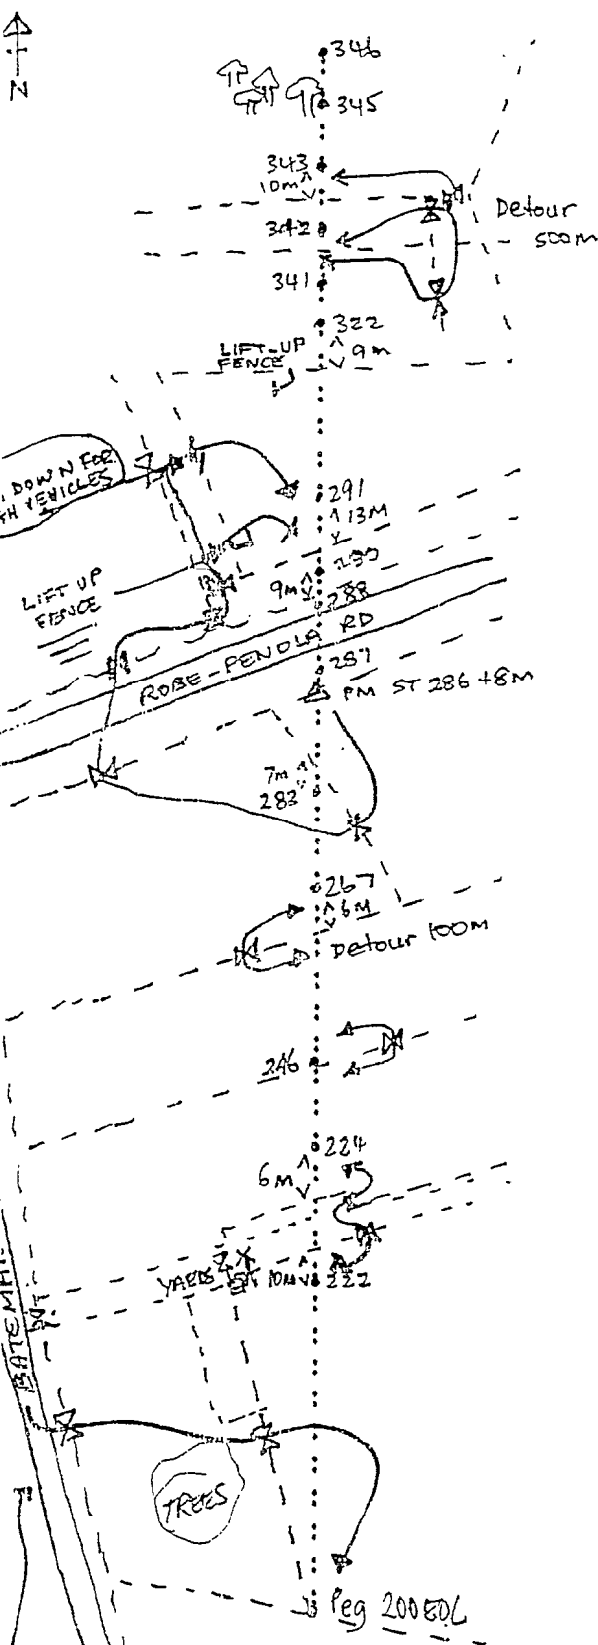 346
345
N
343
10m
342
Detour
500m
341
322
LIFT-UP
FENCE
9m
DOWN FOR
VEHICLES
291
13M
289
LIFT UP
FENCE
9m
288
ROBE-PENOLA RD
287
PM ST 286 +8M
7m
283
267
6M
Detour 100M
246
224
6M
YARDS
10M
222
TREES
Peg 200 EOL